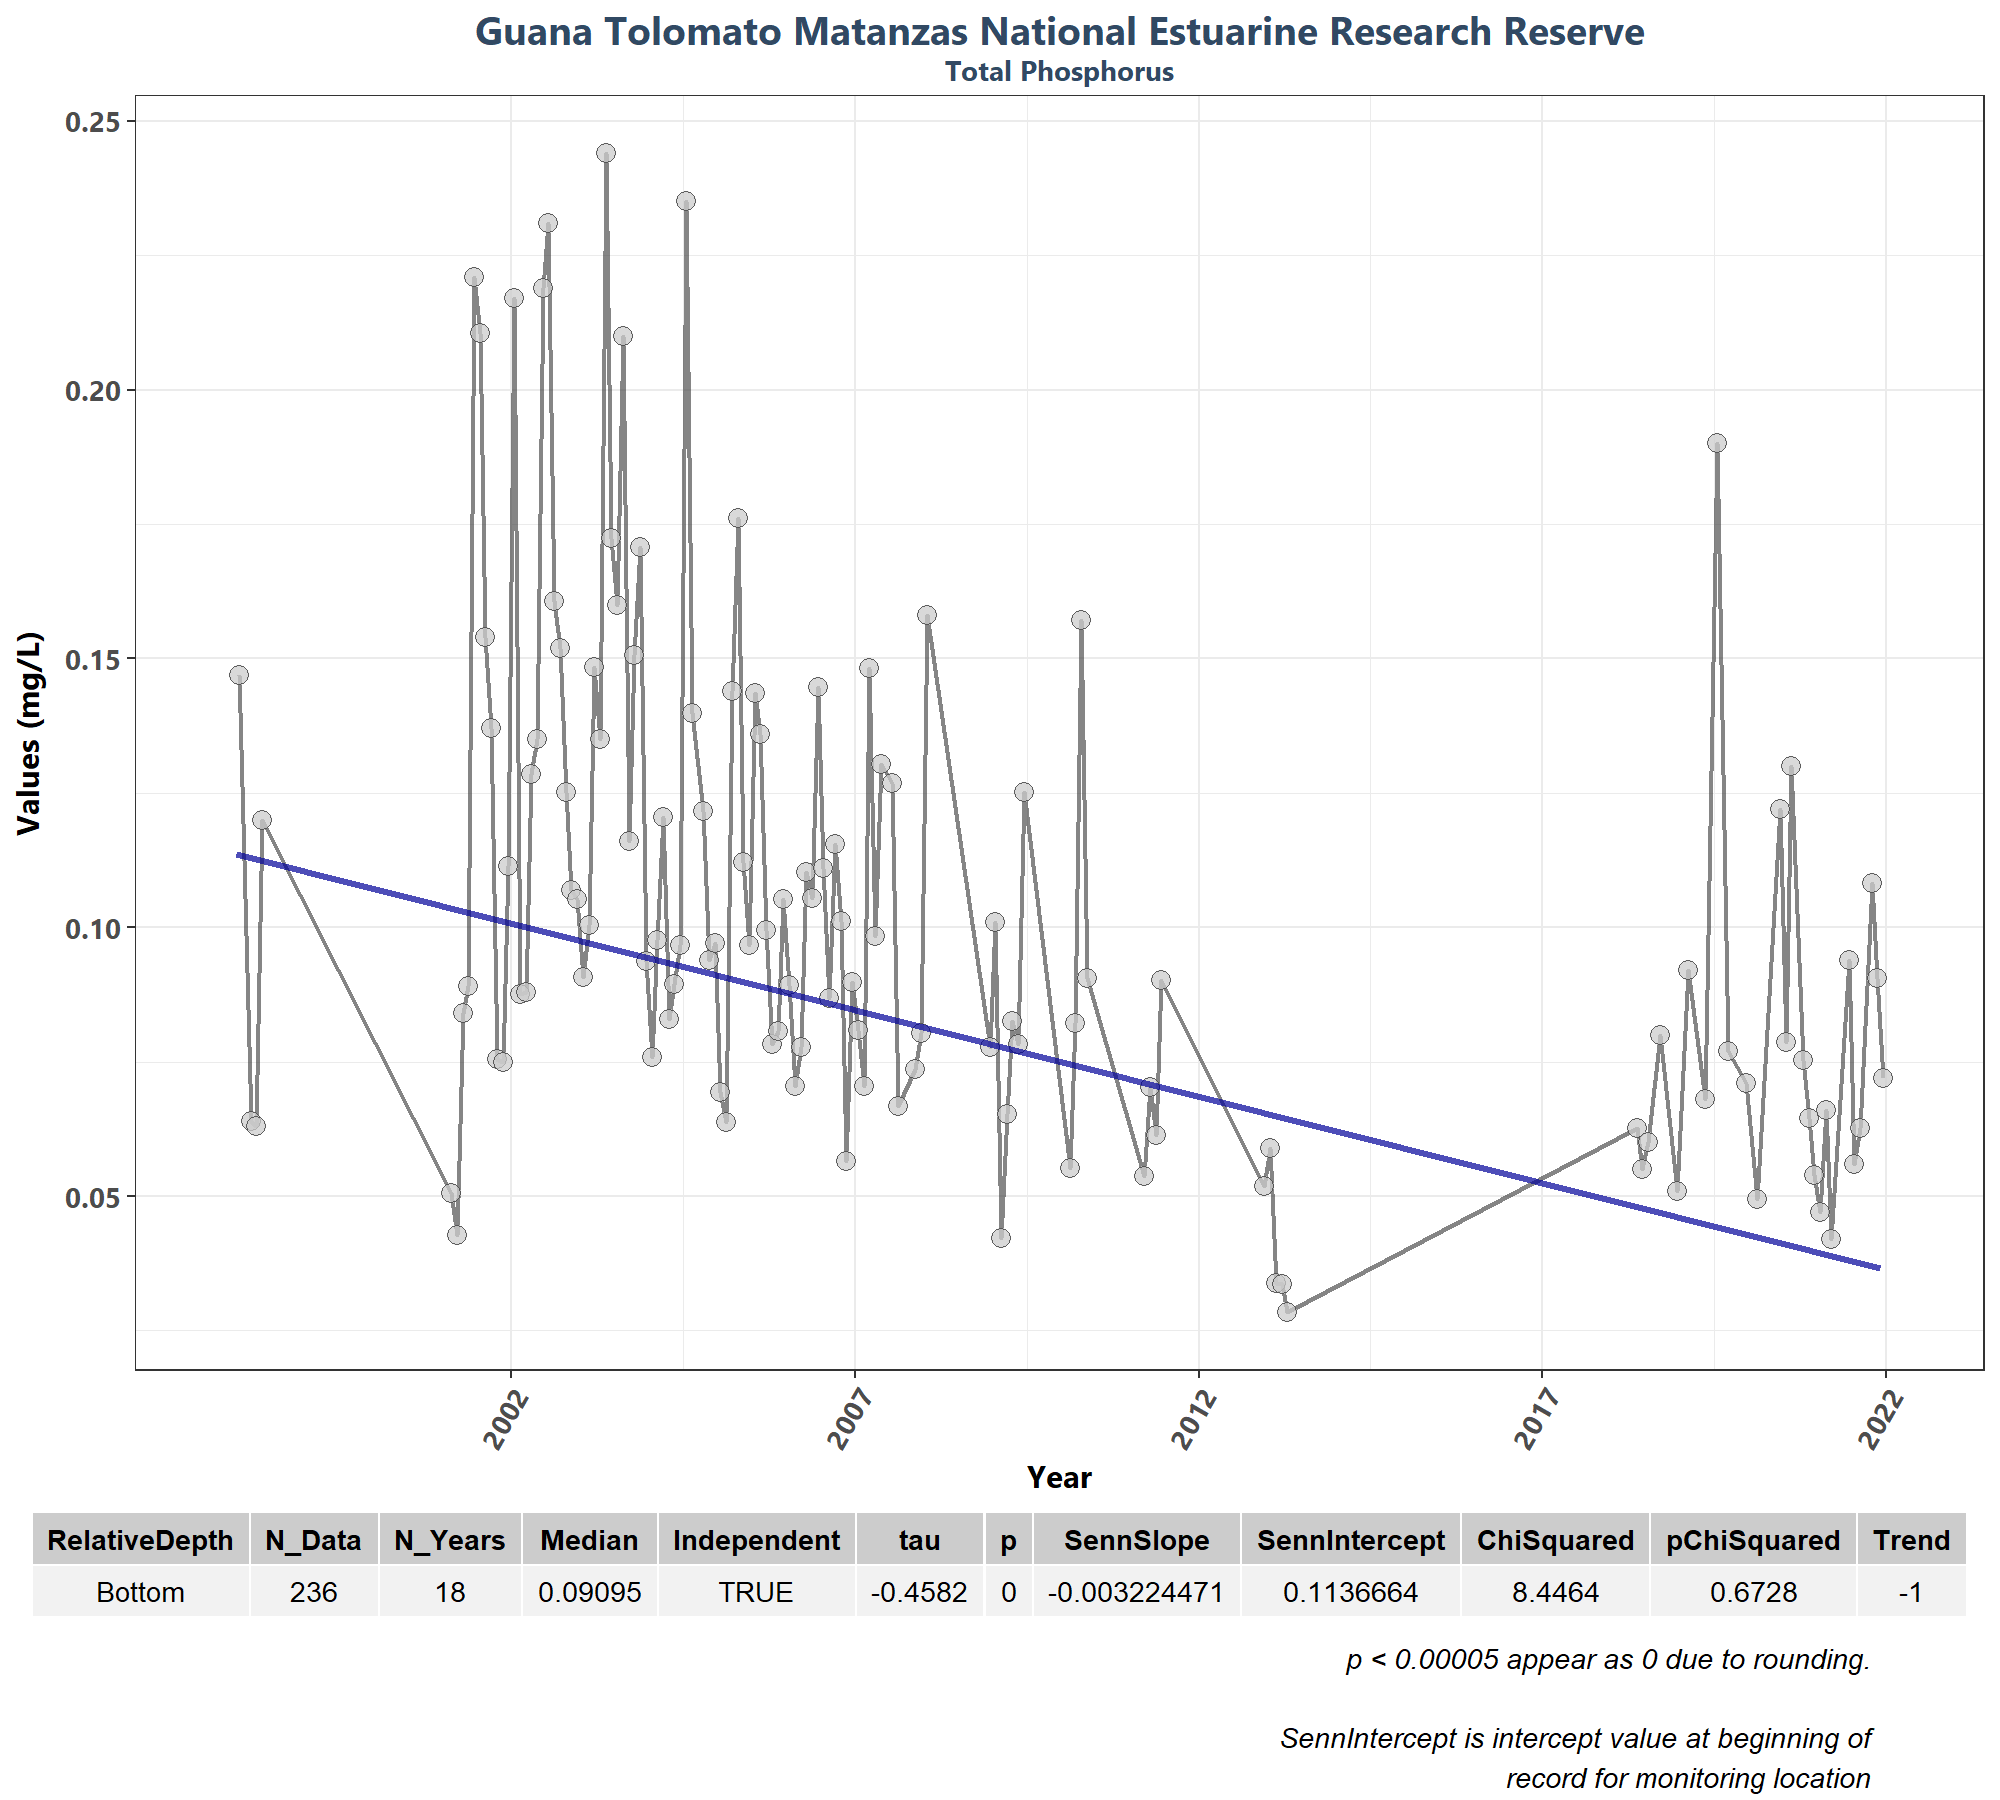 Guana Tolomato Matanzas National Estuarine Research Reserve
Total Phosphorus
Values (mg/L)
0.25
0.20
0.15
0.10
0.05
2002 2007 2012 2017 2022
Year
RelativeDepth N_Data N_Years Median Independent tau p SennSlope SennIntercept ChiSquared pChiSquared Trend
Bottom 236 18 0.09095 TRUE -0.4582 0 -0.003224471 0.1136664 8.4464 0.6728 -1
p < 0.00005 appear as 0 due to rounding.
SennIntercept is intercept value at beginning of
record for monitoring location